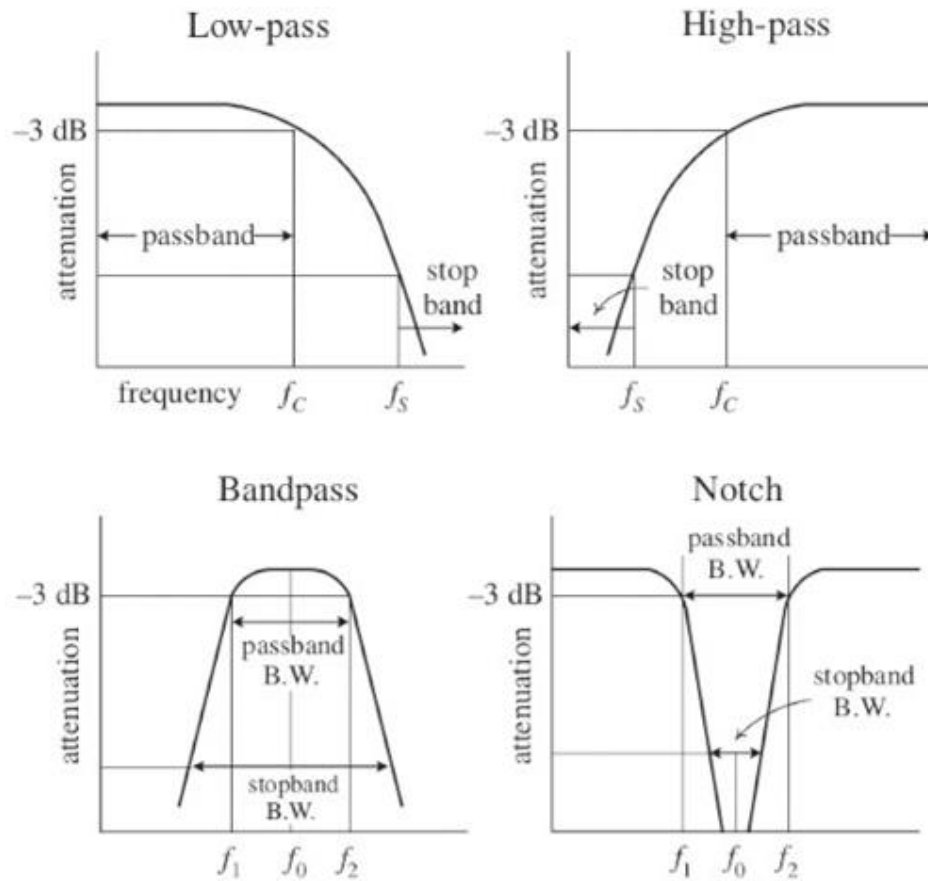 Low-pass
−3 dB
attenuation
passband
stop
band
frequency
f_C
f_S
High-pass
−3 dB
attenuation
passband
stop
band
f_S
f_C
Bandpass
−3 dB
attenuation
passband
B.W.
stopband
B.W.
f_1
f_0
f_2
Notch
passband
B.W.
−3 dB
attenuation
stopband
B.W.
f_1
f_0
f_2